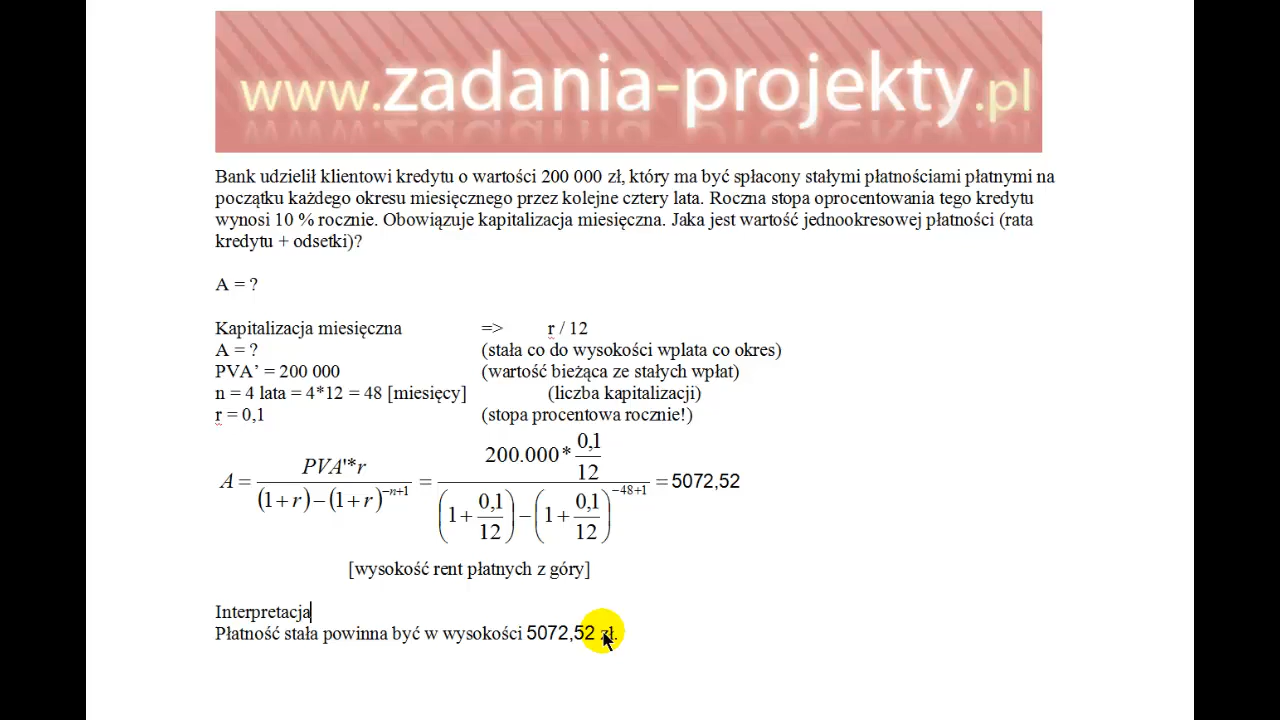 www.zadania-projekty.pl
Bank udzielił klientowi kredytu o wartości 200 000 zł, który ma być spłacony stałymi płatnościami płatnymi na
początku każdego okresu miesięcznego przez kolejne cztery lata. Roczna stopa oprocentowania tego kredytu
wynosi 10 % rocznie. Obowiązuje kapitalizacja miesięczna. Jaka jest wartość jednookresowej płatności (rata
kredytu + odsetki)?
A = ?
Kapitalizacja miesięczna => r / 12
A = ? (stała co do wysokości wplata co okres)
PVA’ = 200 000 (wartość bieżąca ze stałych wpłat)
n = 4 lata = 4*12 = 48 [miesięcy] (liczba kapitalizacji)
r = 0,1 (stopa procentowa rocznie!)
A = PVA'*r / ((1+r)−(1+r)^−n+1) = 200.000*0,1/12 / ((1+0,1/12)−(1+0,1/12)^−48+1) = 5072,52
[wysokość rent płatnych z góry]
Interpretacja
Płatność stała powinna być w wysokości 5072,52 zł.